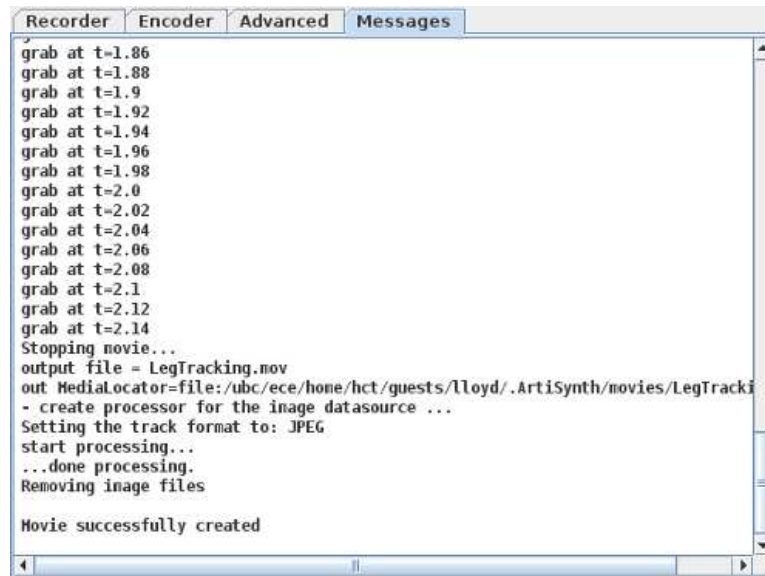 Recorder Encoder Advanced Messages
grab at t=1.86
grab at t=1.88
grab at t=1.9
grab at t=1.92
grab at t=1.94
grab at t=1.96
grab at t=1.98
grab at t=2.0
grab at t=2.02
grab at t=2.04
grab at t=2.06
grab at t=2.08
grab at t=2.1
grab at t=2.12
grab at t=2.14
Stopping movie...
output file = LegTracking.mov
out MediaLocator=file:/ubc/ece/home/hct/guests/lloyd/.ArtiSynth/movies/LegTracki
- create processor for the image datasource ...
Setting the track format to: JPEG
start processing...
...done processing.
Removing image files
Movie successfully created